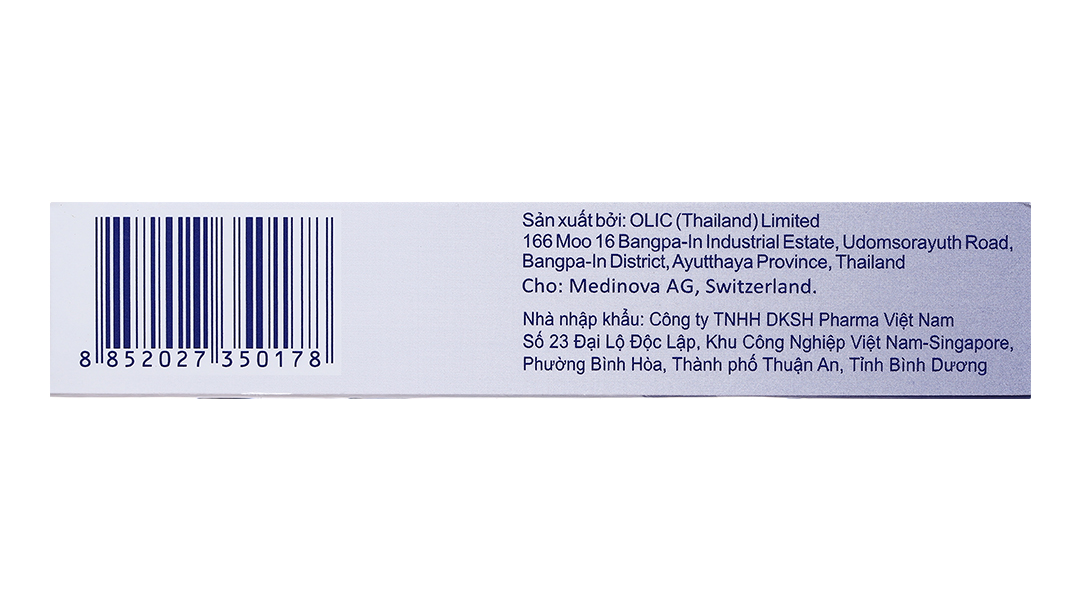 8 852027 350178
Sản xuất bởi: OLIC (Thailand) Limited
166 Moo 16 Bangpa-In Industrial Estate, Udomsorayuth Road,
Bangpa-In District, Ayutthaya Province, Thailand
Cho: Medinova AG, Switzerland.
Nhà nhập khẩu: Công ty TNHH DKSH Pharma Việt Nam
Số 23 Đại Lộ Độc Lập, Khu Công Nghiệp Việt Nam-Singapore,
Phường Bình Hòa, Thành phố Thuận An, Tỉnh Bình Dương